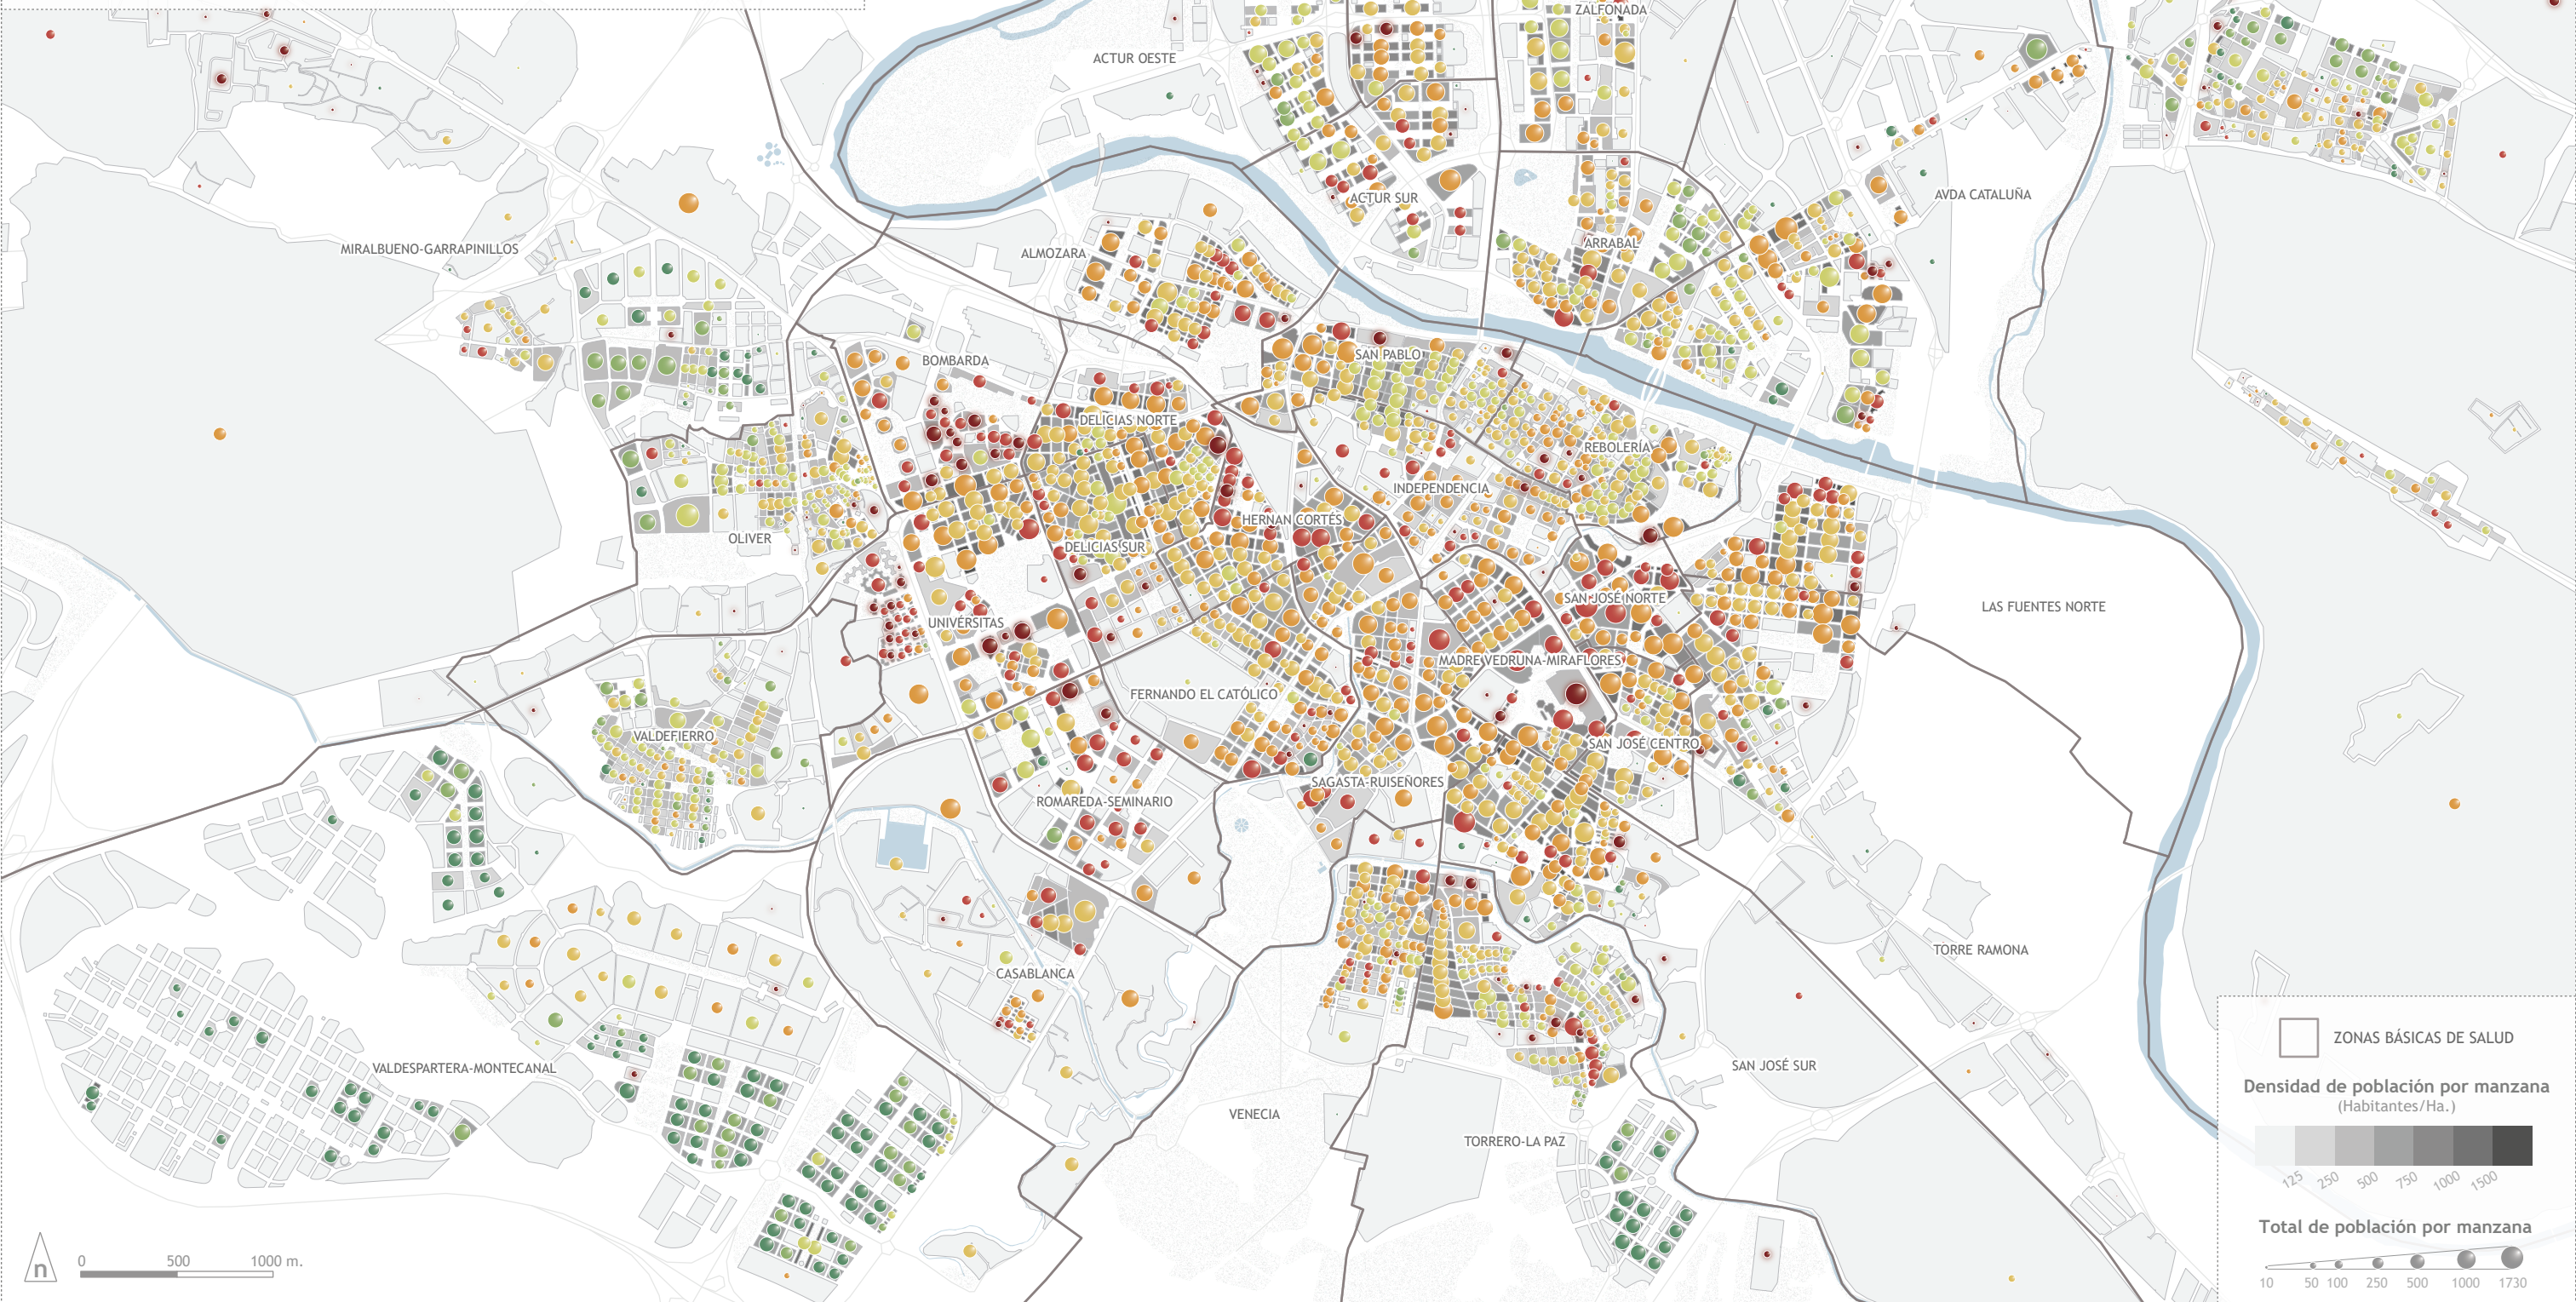 ZALFONADA
ACTUR OESTE
AVDA CATALUÑA
ACTUR SUR
ARRABAL
MIRALBUENO-GARRAPINILLOS
ALMOZARA
SAN PABLO
BOMBARDA
DELICIAS NORTE
REBOLERÍA
INDEPENDENCIA
HERNAN CORTÉS
OLIVER
DELICIAS SUR
SAN JOSÉ NORTE
LAS FUENTES NORTE
UNIVÉRSITAS
MADRE VEDRUNA-MIRAFLORES
FERNANDO EL CATÓLICO
VALDEFIERRO
SAN JOSÉ CENTRO
SAGASTA-RUISEÑORES
ROMAREDA-SEMINARIO
TORRE RAMONA
CASABLANCA
VALDESPARTERA-MONTECANAL
SAN JOSÉ SUR
VENECIA
TORRERO-LA PAZ
n
0 500 1000 m.
ZONAS BÁSICAS DE SALUD
Densidad de población por manzana
(Habitantes/Ha.)
125 250 500 750 1000 1500
Total de población por manzana
10 50 100 250 500 1000 1730